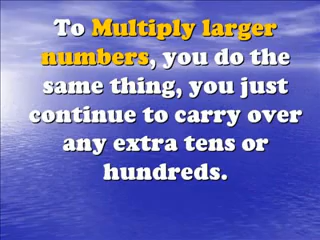 To Multiply larger
numbers, you do the
same thing, you just
continue to carry over
any extra tens or
hundreds.